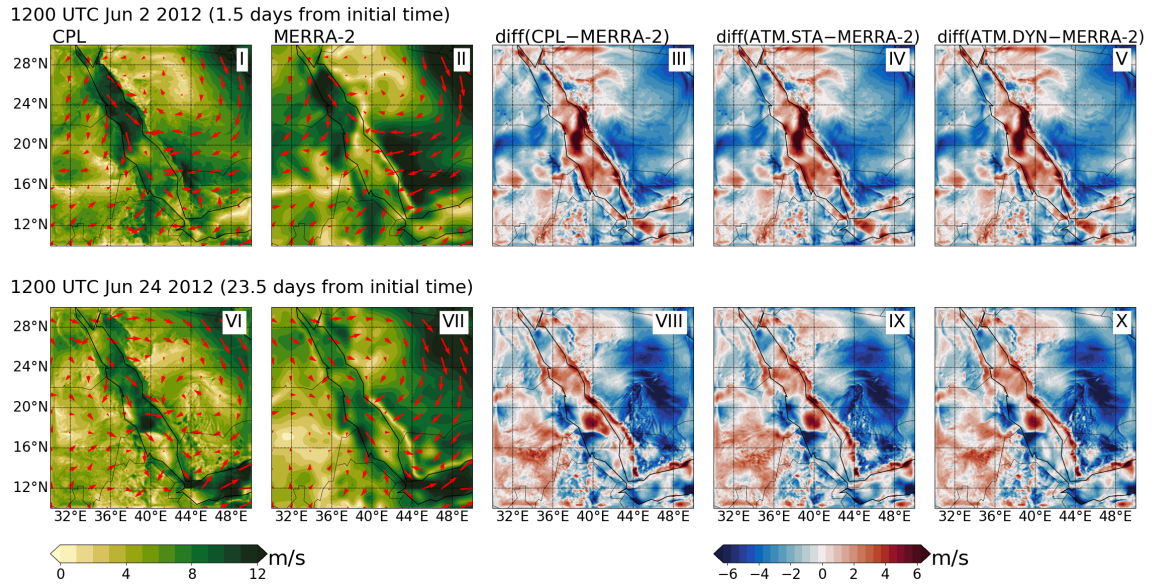 1200 UTC Jun 2 2012 (1.5 days from initial time)
CPL MERRA-2 diff(CPL−MERRA-2) diff(ATM.STA−MERRA-2) diff(ATM.DYN−MERRA-2)
I II III IV V
28°N
24°N
20°N
16°N
12°N
1200 UTC Jun 24 2012 (23.5 days from initial time)
VI VII VIII IX X
28°N
24°N
20°N
16°N
12°N
32°E 36°E 40°E 44°E 48°E 32°E 36°E 40°E 44°E 48°E 32°E 36°E 40°E 44°E 48°E 32°E 36°E 40°E 44°E 48°E 32°E 36°E 40°E 44°E 48°E
0 4 8 12 m/s
−6 −4 −2 0 2 4 6 m/s